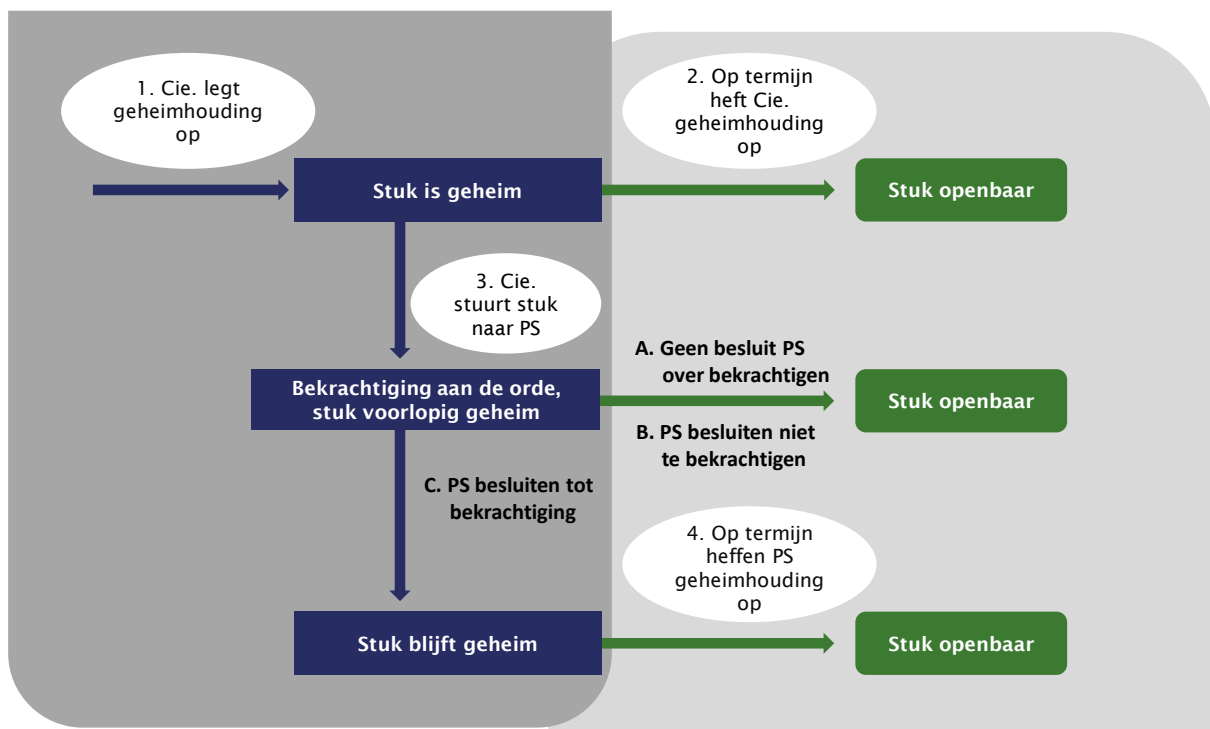 1. Cie. legt
geheimhouding
op
2. Op termijn
heft Cie.
geheimhouding
op
Stuk is geheim
Stuk openbaar
3. Cie.
stuurt stuk
naar PS
A. Geen besluit PS
over bekrachtigen
Bekrachtiging aan de orde,
stuk voorlopig geheim
Stuk openbaar
B. PS besluiten niet
te bekrachtigen
C. PS besluiten tot
bekrachtiging
4. Op termijn
heffen PS
geheimhouding
op
Stuk blijft geheim
Stuk openbaar